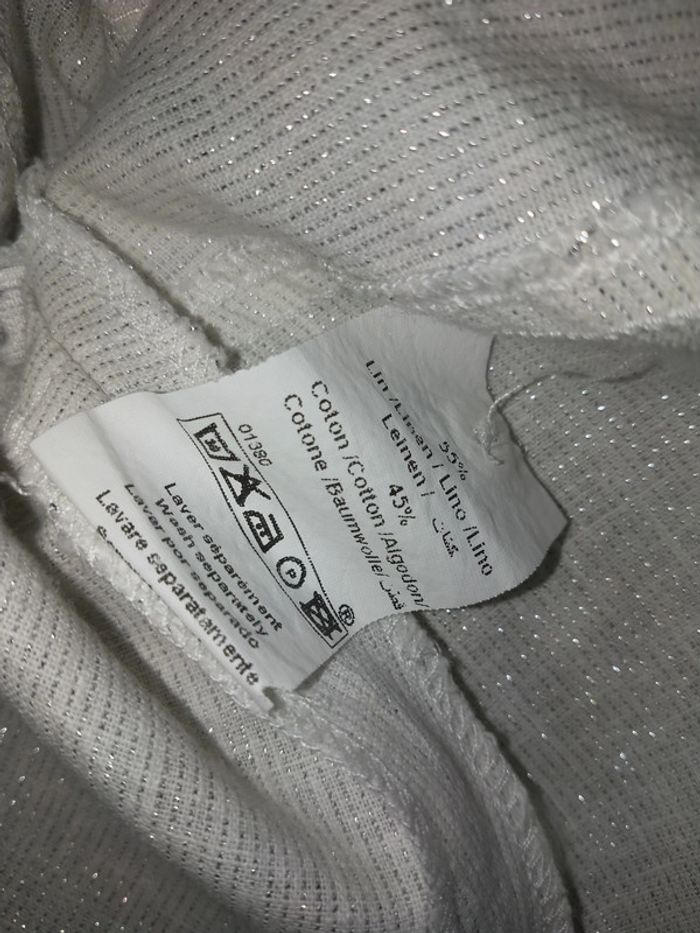 55%
Lin /Linen / Lino /Lino
Leinen / كتان
45%
Coton /Cotton /Algodon/
Cotone /Baumwolle/ قطن
01380
P
®
Laver séparément
Wash separately
Lavar por separado
Lavare separatamente